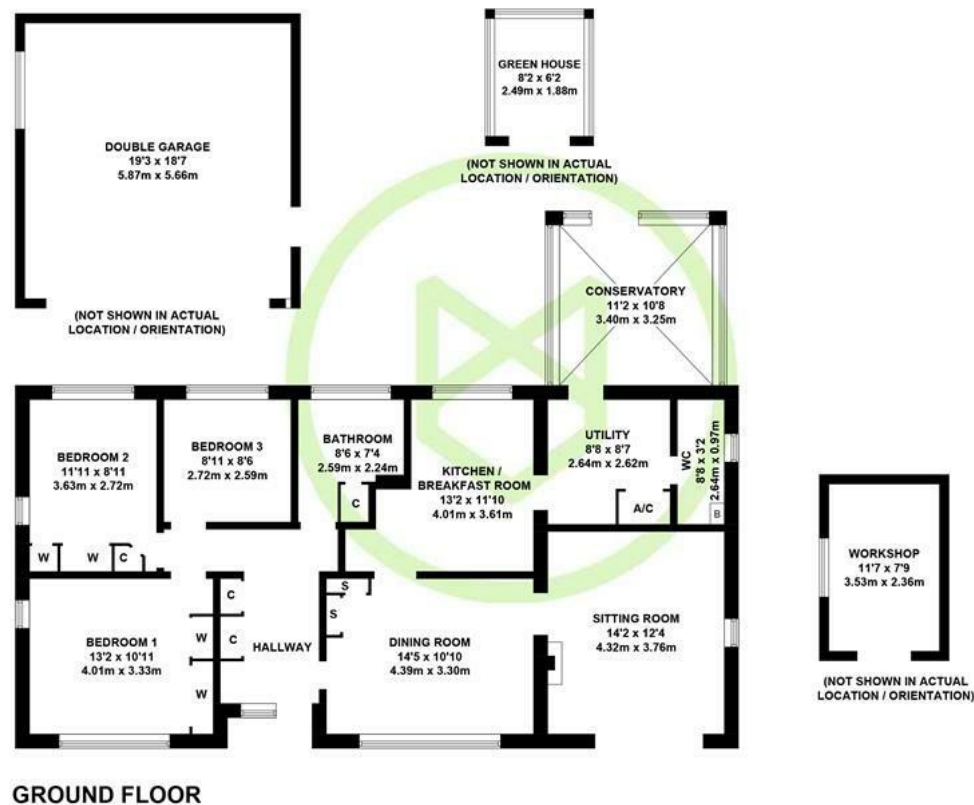 DOUBLE GARAGE
19'3 x 18'7
5.87m x 5.66m
(NOT SHOWN IN ACTUAL
LOCATION / ORIENTATION)
GREEN HOUSE
8'2 x 6'2
2.49m x 1.88m
(NOT SHOWN IN ACTUAL
LOCATION / ORIENTATION)
CONSERVATORY
11'2 x 10'8
3.40m x 3.25m
BEDROOM 2
11'11 x 8'11
3.63m x 2.72m
W
W
C
BEDROOM 3
8'11 x 8'6
2.72m x 2.59m
BATHROOM
8'6 x 7'4
2.59m x 2.24m
C
KITCHEN /
BREAKFAST ROOM
13'2 x 11'10
4.01m x 3.61m
UTILITY
8'8 x 8'7
2.64m x 2.62m
A/C
WC
8'8 x 3'2
2.64m x 0.97m
B
BEDROOM 1
13'2 x 10'11
4.01m x 3.33m
W
W
C
C
HALLWAY
S
S
DINING ROOM
14'5 x 10'10
4.39m x 3.30m
SITTING ROOM
14'2 x 12'4
4.32m x 3.76m
WORKSHOP
11'7 x 7'9
3.53m x 2.36m
(NOT SHOWN IN ACTUAL
LOCATION / ORIENTATION)
GROUND FLOOR